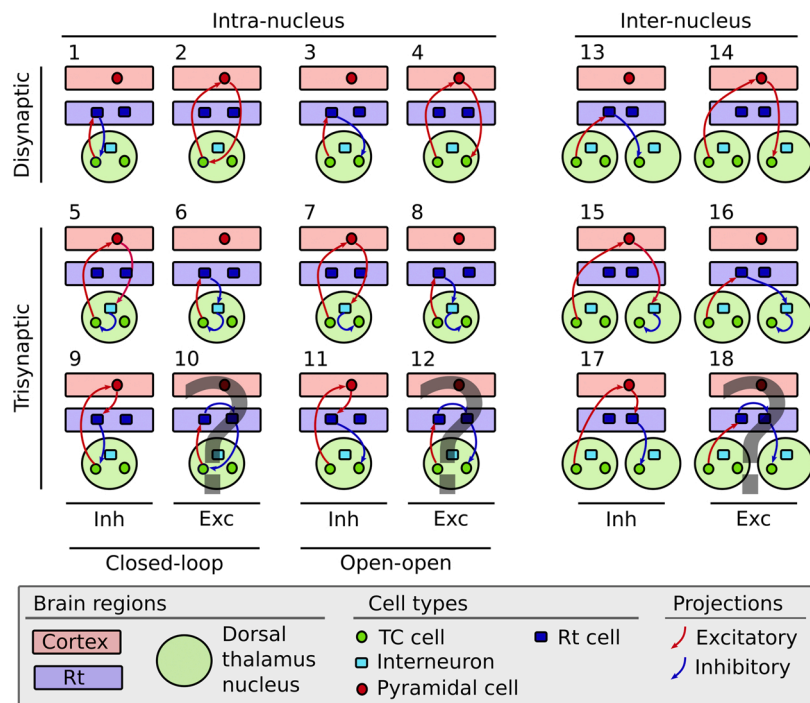 Intra-nucleus Inter-nucleus
1 2 3 4 13 14
Disynaptic
5 6 7 8 15 16
Trisynaptic
9 10 11 12 17 18
? ? ?
Inh Exc Inh Exc Inh Exc
Closed-loop Open-open
Brain regions Cell types Projections
Cortex
Rt
Dorsal
thalamus
nucleus
TC cell
Interneuron
Pyramidal cell
Rt cell
Excitatory
Inhibitory